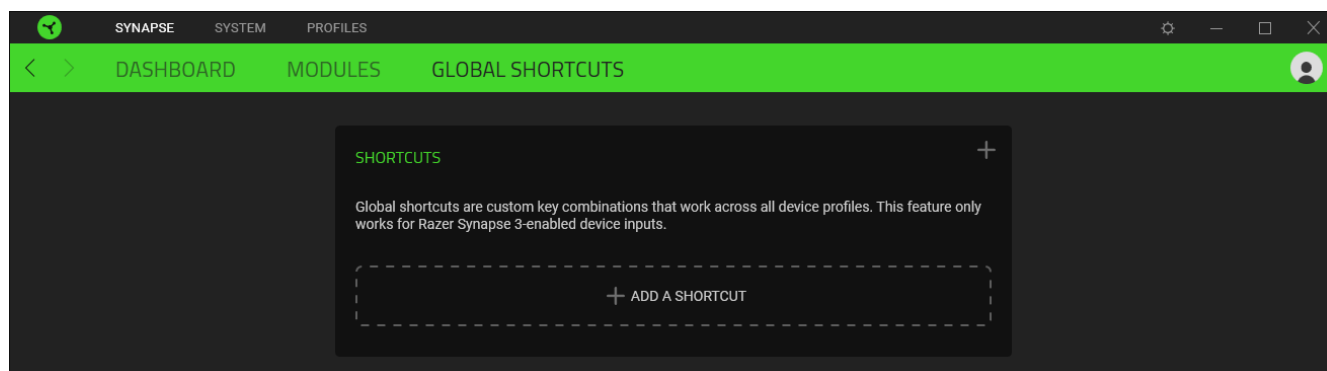 SYNAPSE SYSTEM PROFILES
DASHBOARD MODULES GLOBAL SHORTCUTS
SHORTCUTS
Global shortcuts are custom key combinations that work across all device profiles. This feature only
works for Razer Synapse 3-enabled device inputs.
ADD A SHORTCUT